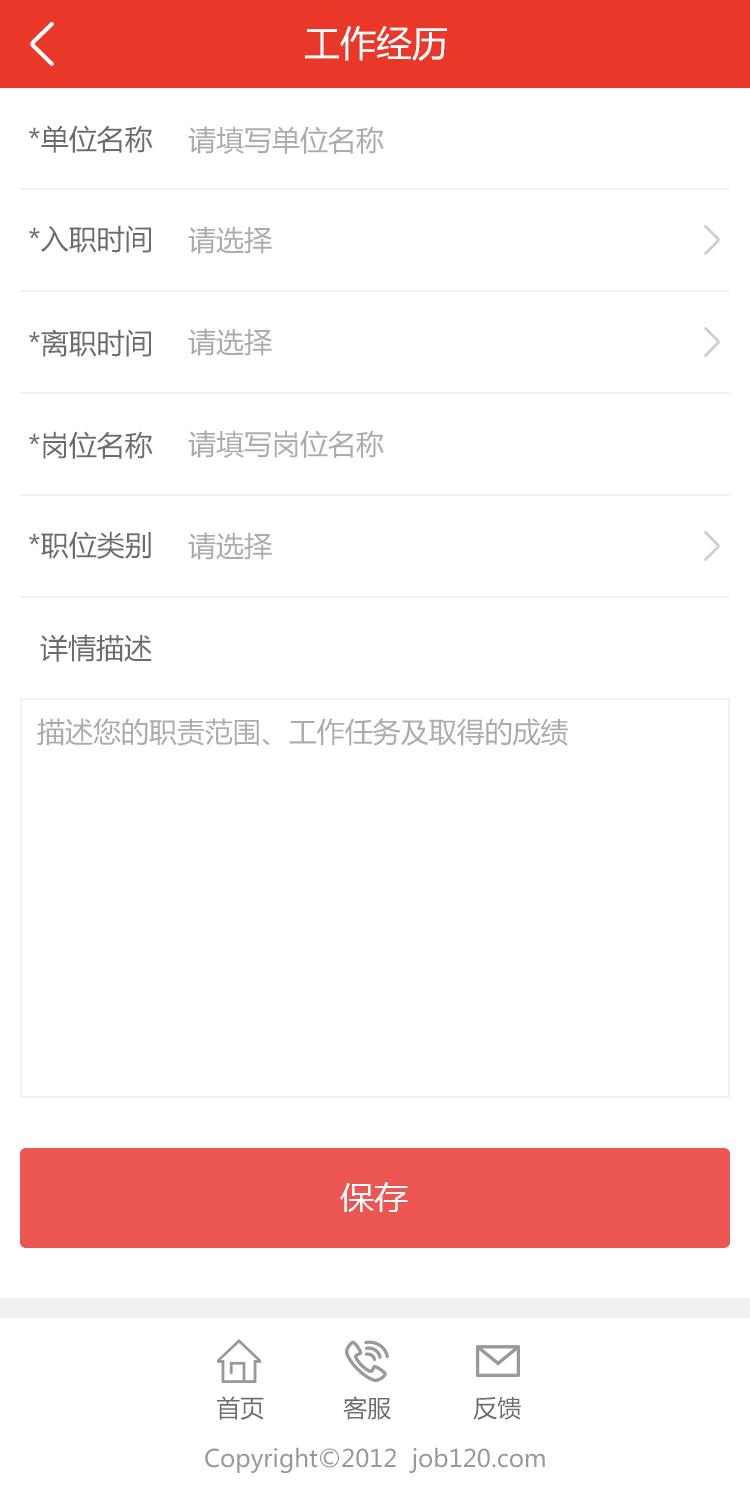 工作经历
*单位名称 请填写单位名称
*入职时间 请选择
*离职时间 请选择
*岗位名称 请填写岗位名称
*职位类别 请选择
详情描述
描述您的职责范围、工作任务及取得的成绩
保存
首页 客服 反馈
Copyright©2012 job120.com